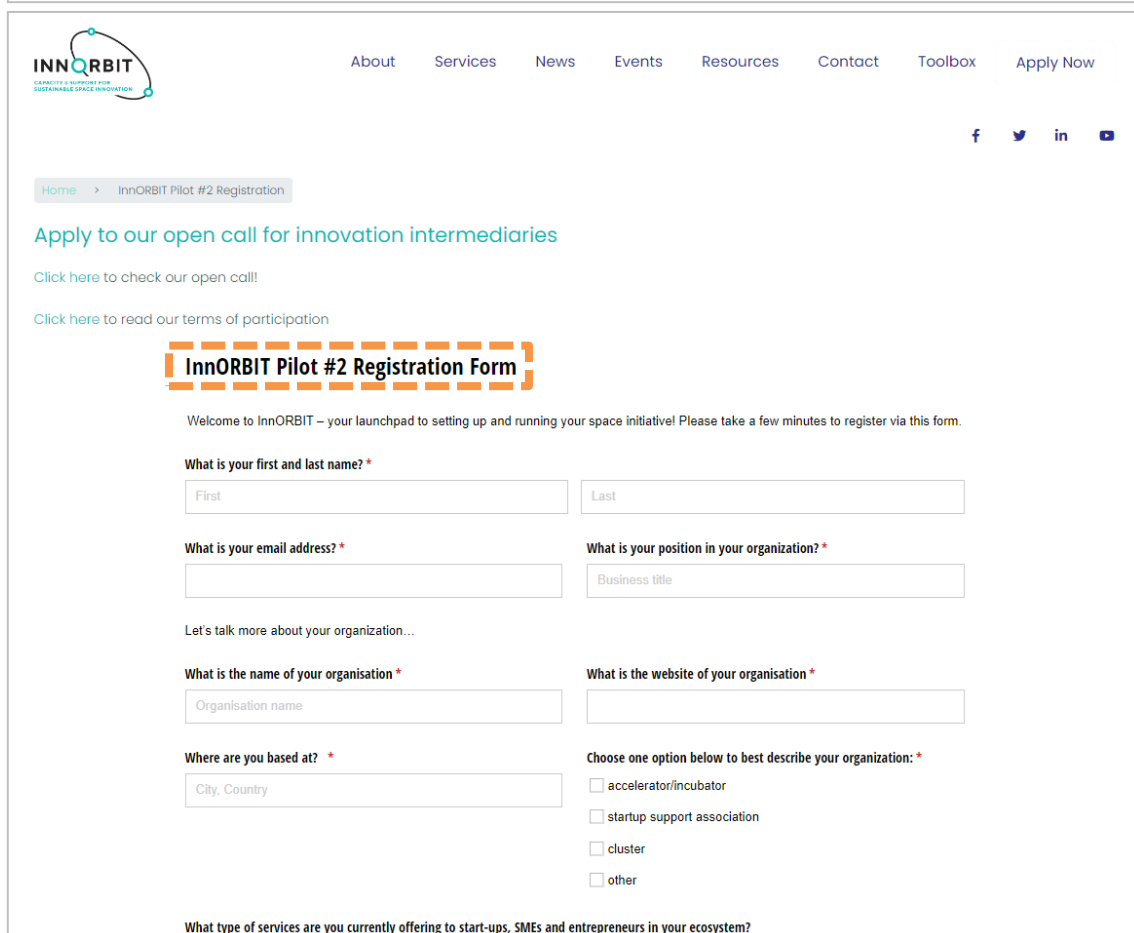 INNORBIT
CAPACITY & SUPPORT FOR
SUSTAINABLE SPACE INNOVATION
About Services News Events Resources Contact Toolbox Apply Now
Home > InnORBIT Pilot #2 Registration
Apply to our open call for innovation intermediaries
Click here to check our open call!
Click here to read our terms of participation
InnORBIT Pilot #2 Registration Form
Welcome to InnORBIT – your launchpad to setting up and running your space initiative! Please take a few minutes to register via this form.
What is your first and last name? *
First Last
What is your email address? * What is your position in your organization? *
Business title
Let's talk more about your organization…
What is the name of your organisation * What is the website of your organisation *
Organisation name
Where are you based at? * Choose one option below to best describe your organization: *
City, Country
accelerator/incubator
startup support association
cluster
other
What type of services are you currently offering to start-ups, SMEs and entrepreneurs in your ecosystem?